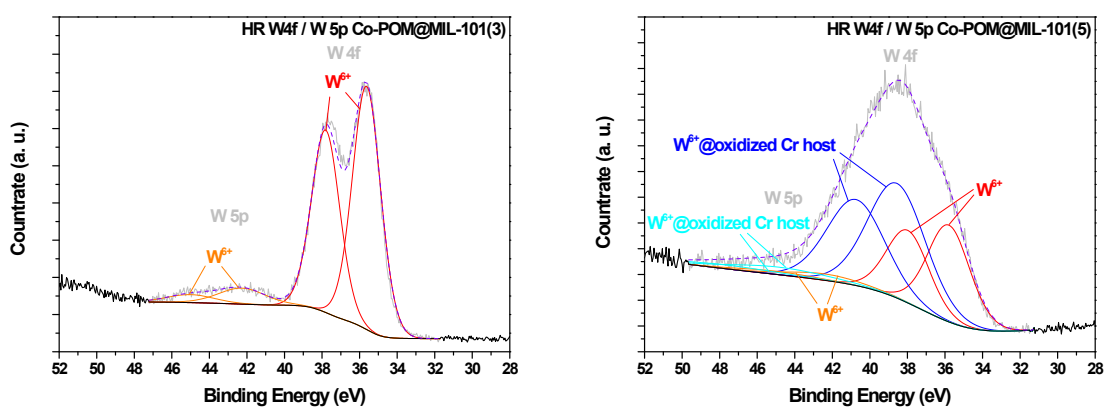 HR W4f / W 5p Co-POM@MIL-101(3)
W 4f
W6+
W 5p
W6+
Countrate (a. u.)
52 50 48 46 44 42 40 38 36 34 32 30 28
Binding Energy (eV)
HR W4f / W 5p Co-POM@MIL-101(5)
W 4f
W6+@oxidized Cr host
W 5p
W6+
W6+@oxidized Cr host
W6+
Countrate (a. u.)
52 50 48 46 44 42 40 38 36 34 32 30 28
Binding Energy (eV)